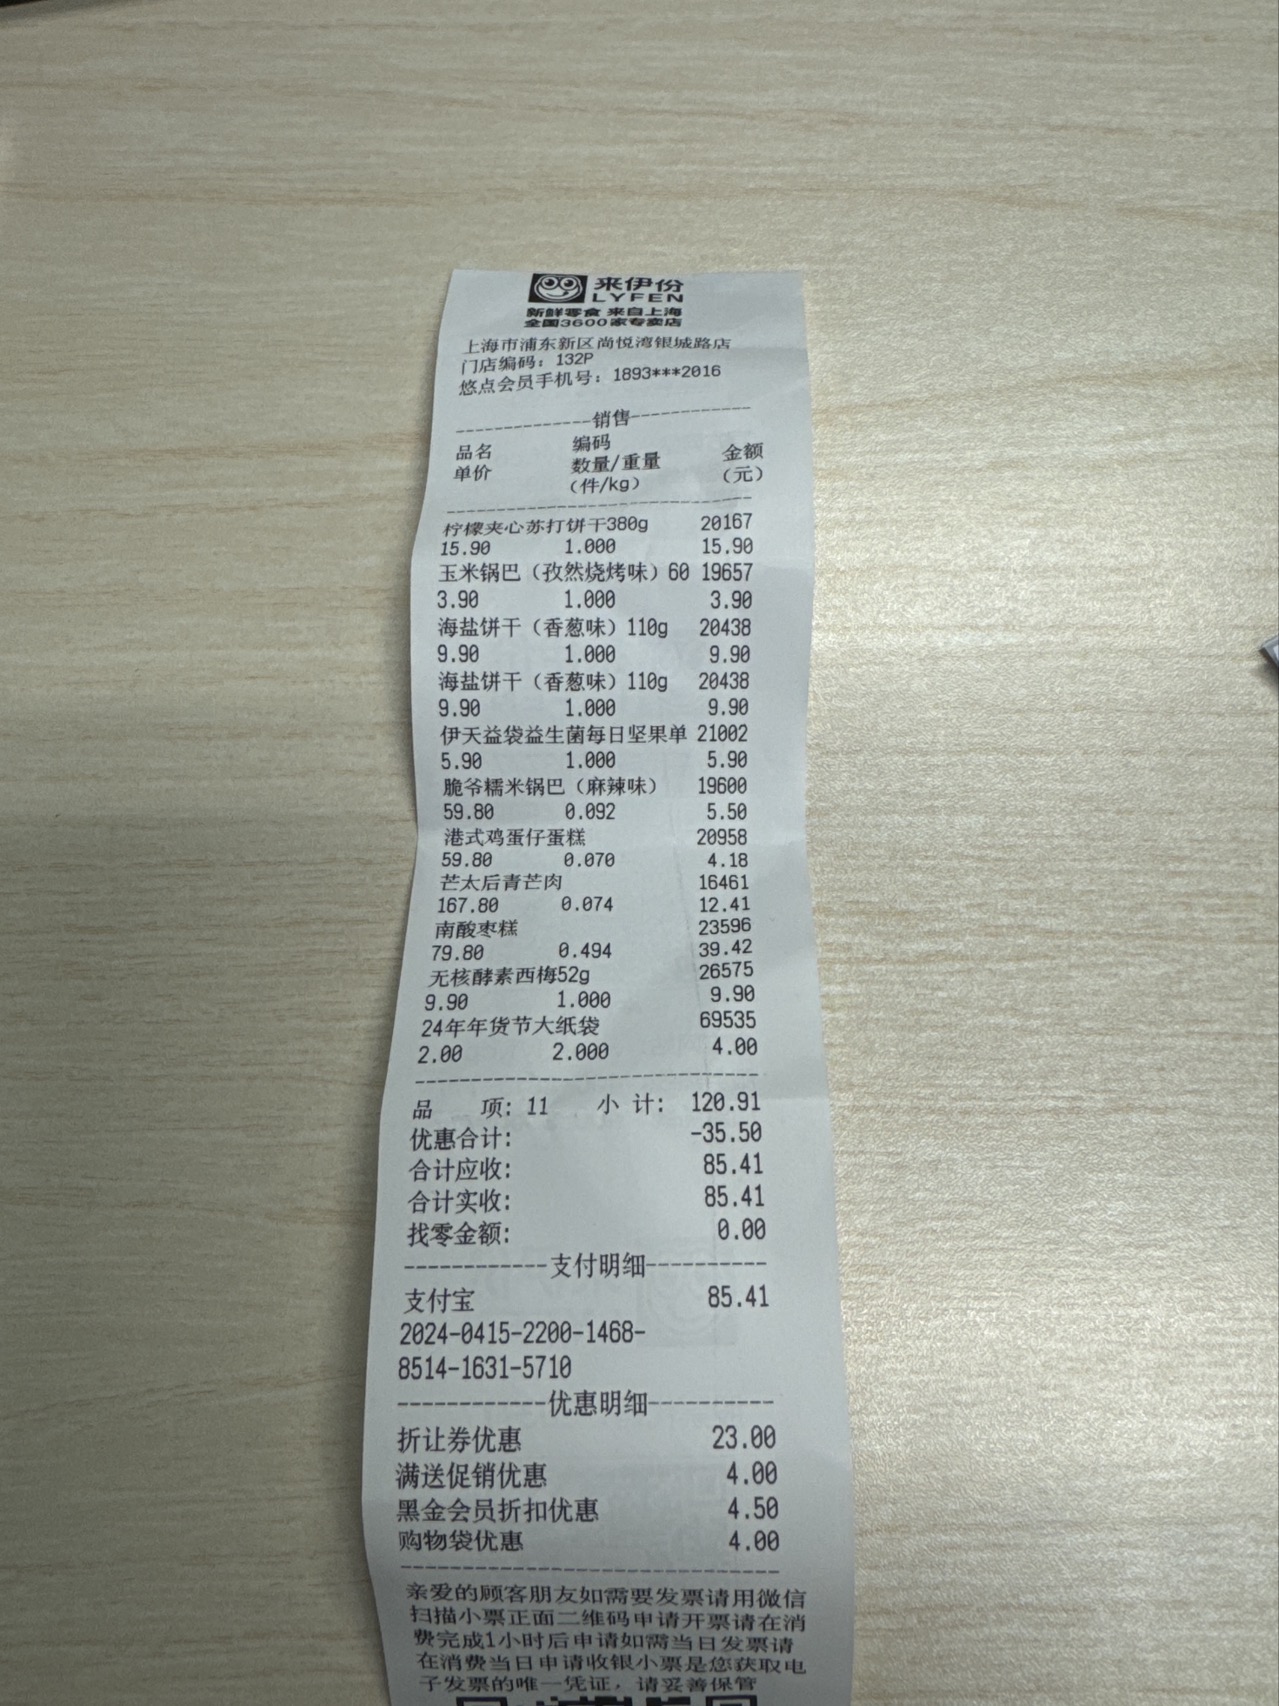 来伊份
LYFEN
新鲜零食 来自上海
全国3600家专卖店
上海市浦东新区尚悦湾银城路店
门店编码：132P
悠点会员手机号：1893***2016
-------------销售-------------
品名 编码 金额
单价 数量/重量 （元）
（件/kg）
柠檬夹心苏打饼干380g 20167
15.90 1.000 15.90
玉米锅巴（孜然烧烤味）60 19657
3.90 1.000 3.90
海盐饼干（香葱味）110g 20438
9.90 1.000 9.90
海盐饼干（香葱味）110g 20438
9.90 1.000 9.90
伊天益袋益生菌每日坚果单 21002
5.90 1.000 5.90
脆爷糯米锅巴（麻辣味） 19600
59.80 0.092 5.50
港式鸡蛋仔蛋糕 20958
59.80 0.070 4.18
芒太后青芒肉 16461
167.80 0.074 12.41
南酸枣糕 23596
79.80 0.494 39.42
无核酵素西梅52g 26575
9.90 1.000 9.90
24年年货节大纸袋 69535
2.00 2.000 4.00
品 项: 11 小 计: 120.91
优惠合计: -35.50
合计应收: 85.41
合计实收: 85.41
找零金额: 0.00
------------支付明细----------
支付宝 85.41
2024-0415-2200-1468-
8514-1631-5710
------------优惠明细----------
折让券优惠 23.00
满送促销优惠 4.00
黑金会员折扣优惠 4.50
购物袋优惠 4.00
亲爱的顾客朋友如需要发票请用微信
扫描小票正面二维码申请开票请在消
费完成1小时后申请如需当日发票请
在消费当日申请收银小票是您获取电
子发票的唯一凭证，请妥善保管